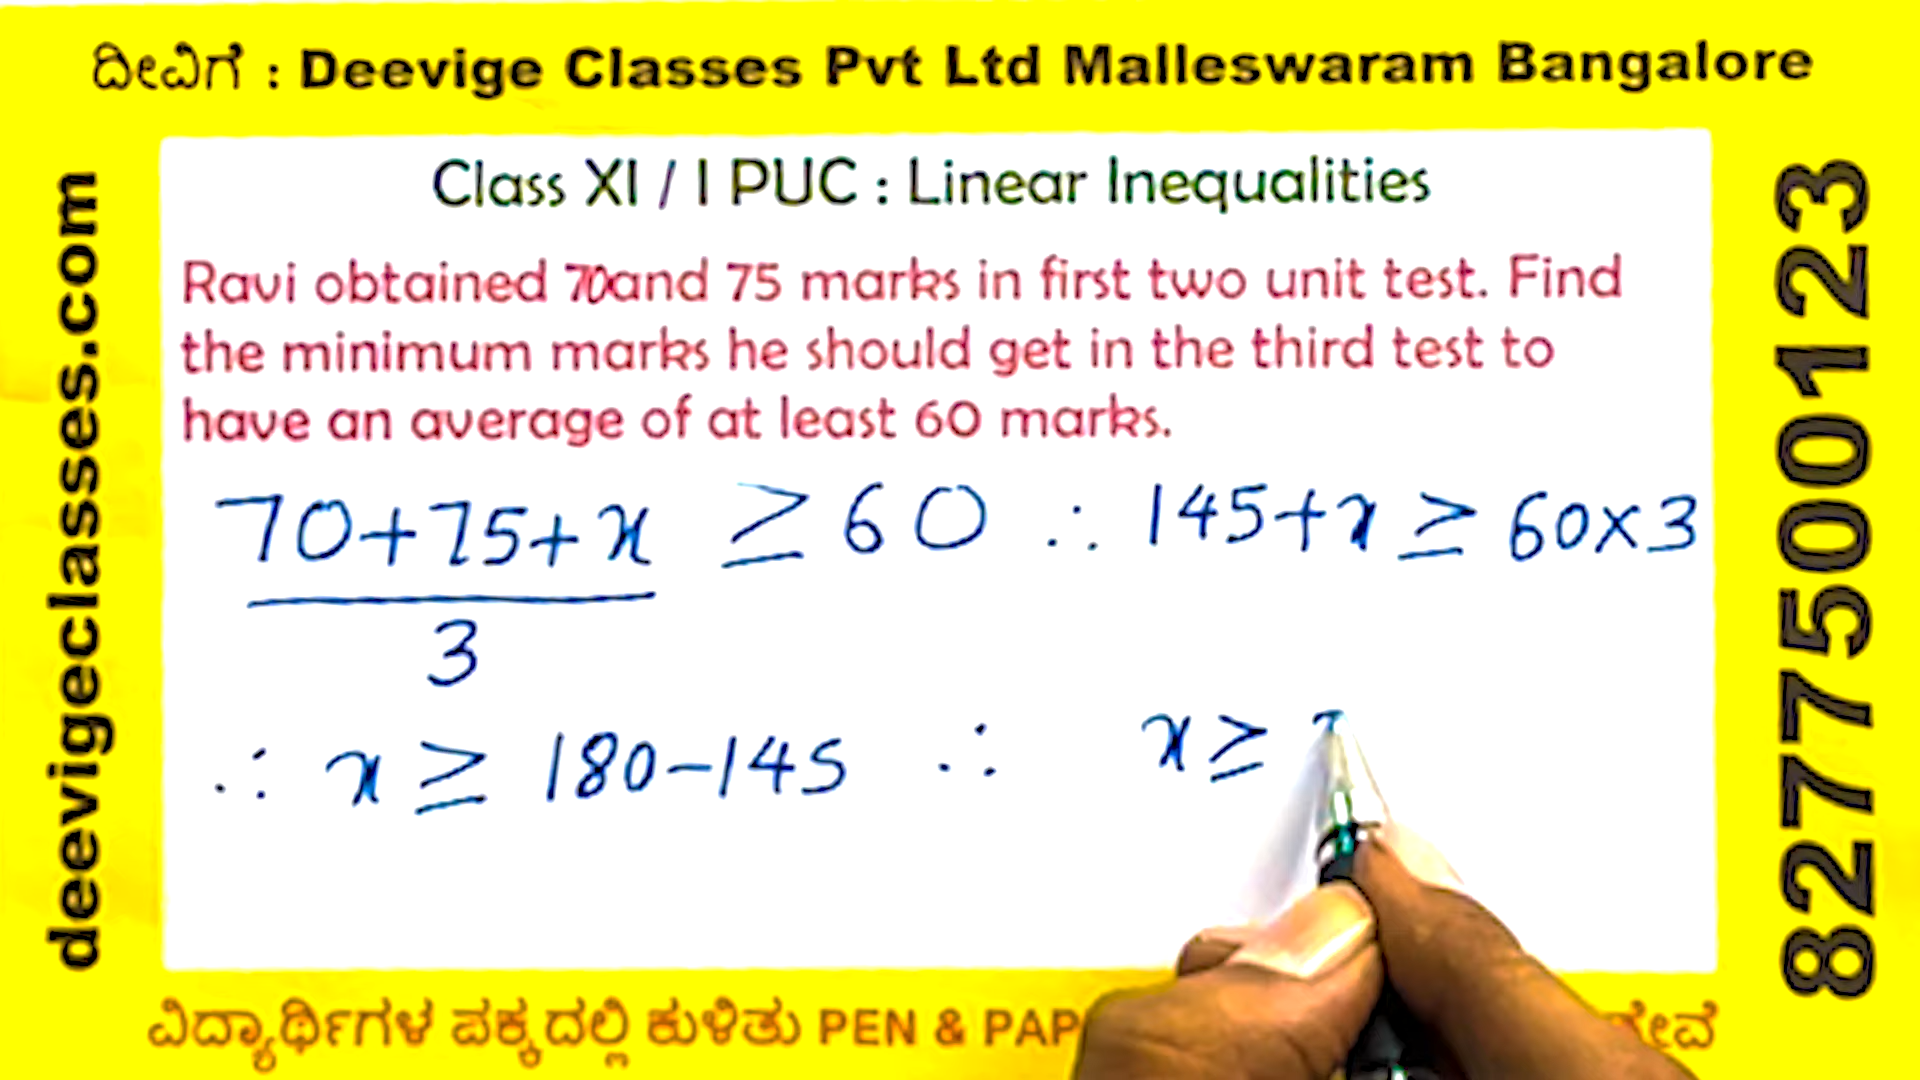 ದೀವಿಗೆ : Deevige Classes Pvt Ltd Malleswaram Bangalore
deevigeclasses.com
Class XI / I PUC : Linear Inequalities
Ravi obtained 70and 75 marks in first two unit test. Find
the minimum marks he should get in the third test to
have an average of at least 60 marks.
70+75+x ≥ 60 ∴ 145+x ≥ 60×3
3
∴ x ≥ 180-145 ∴ x ≥
8277500123
ವಿದ್ಯಾರ್ಥಿಗಳ ಪಕ್ಕದಲ್ಲಿ ಕುಳಿತು PEN &